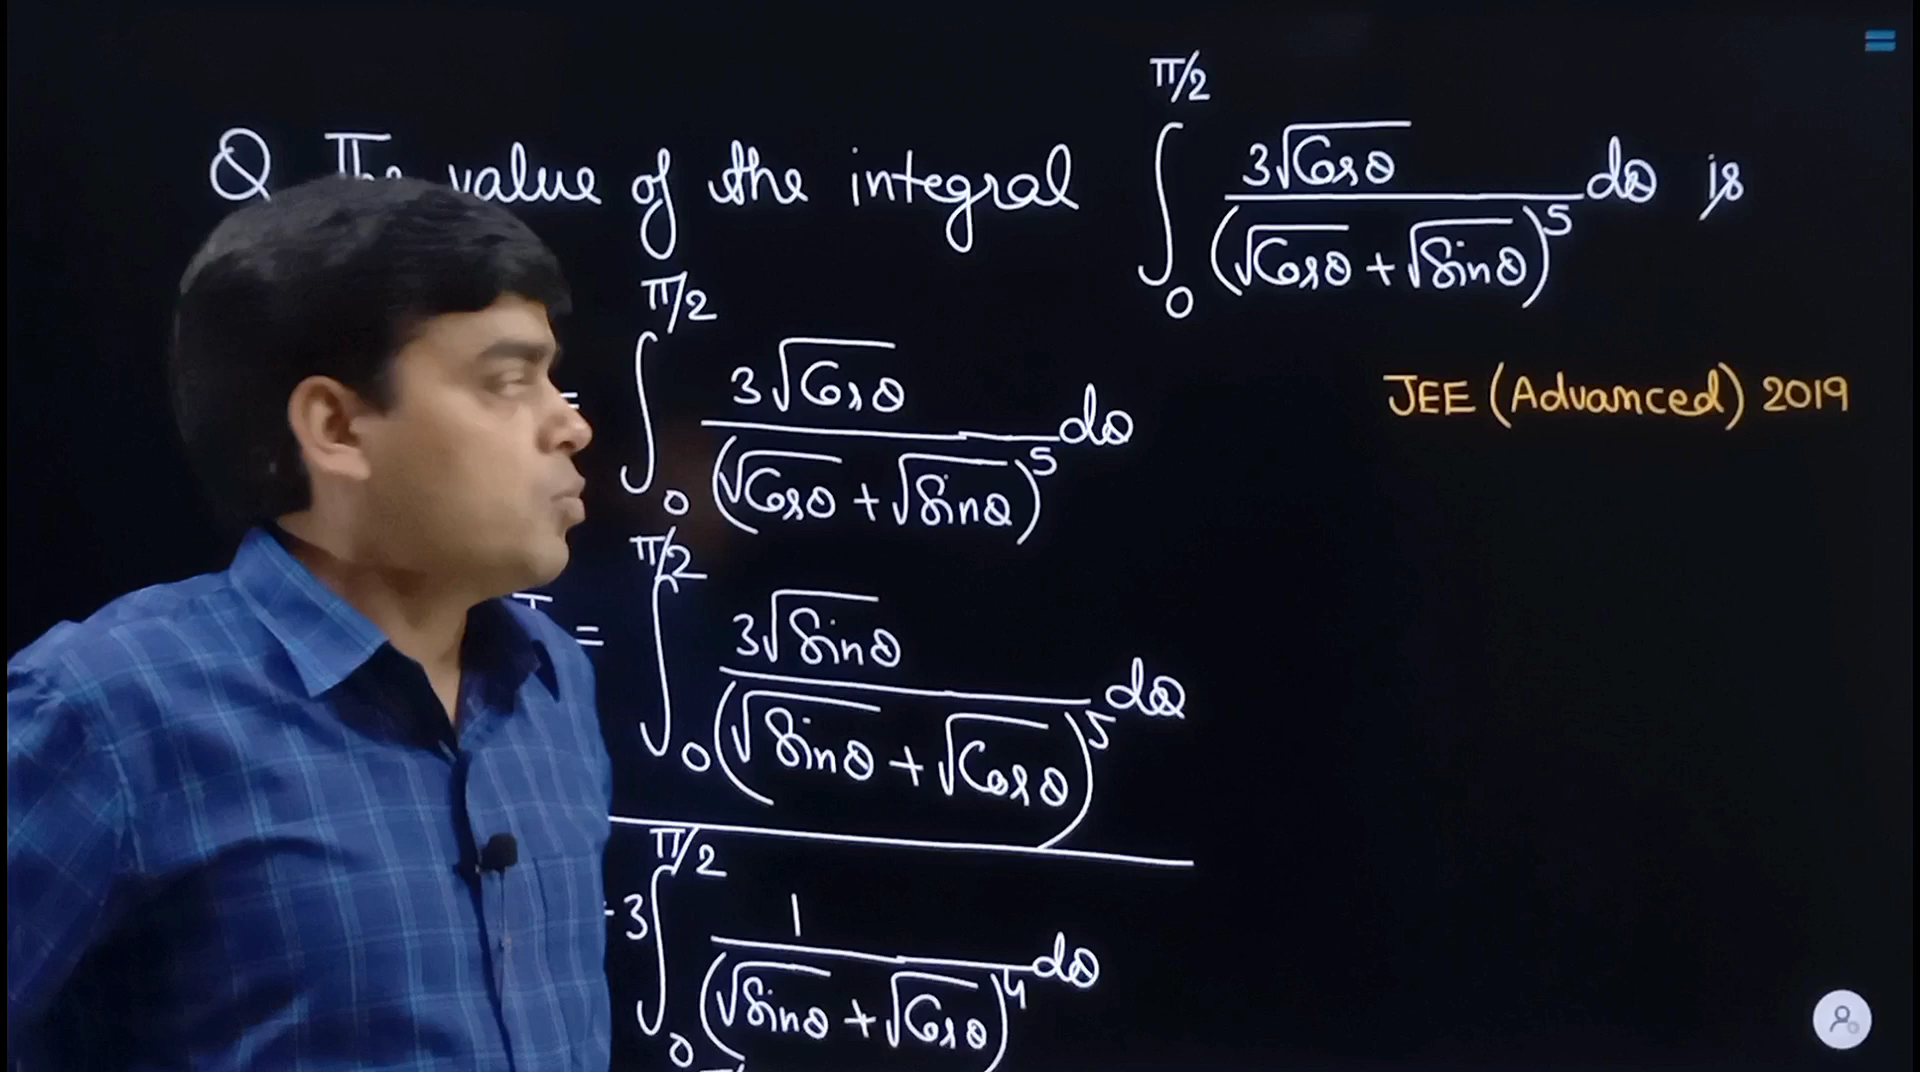 Q The value of the integral ∫₀^(π/2) 3√Cosθ / (√Cosθ + √Sinθ)⁵ dθ is
JEE (Advanced) 2019
= ∫₀^(π/2) 3√Cosθ / (√Cosθ + √Sinθ)⁵ dθ
I = ∫₀^(π/2) 3√Sinθ / (√Sinθ + √Cosθ)⁵ dθ
3 ∫₀^(π/2) 1 / (√Sinθ + √Cosθ)⁴ dθ